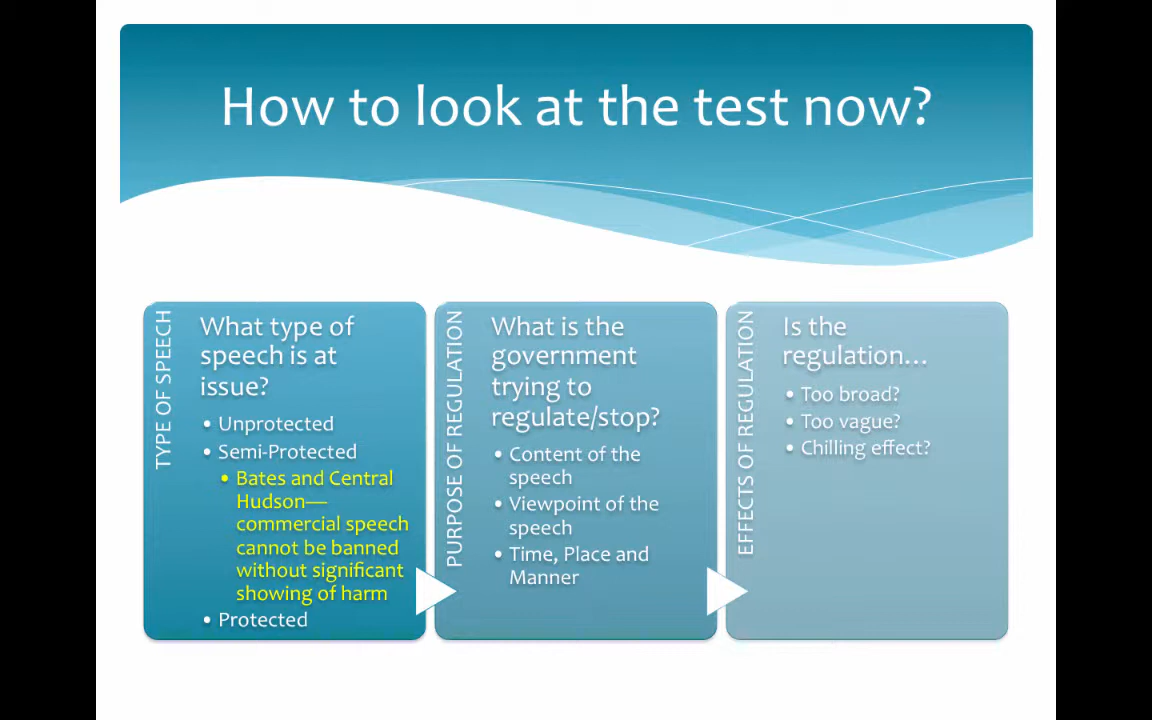 How to look at the test now?
TYPE OF SPEECH
What type of
speech is at
issue?
• Unprotected
• Semi-Protected
• Bates and Central
Hudson—
commercial speech
cannot be banned
without significant
showing of harm
• Protected
PURPOSE OF REGULATION
What is the
government
trying to
regulate/stop?
• Content of the
speech
• Viewpoint of the
speech
• Time, Place and
Manner
EFFECTS OF REGULATION
Is the
regulation...
• Too broad?
• Too vague?
• Chilling effect?